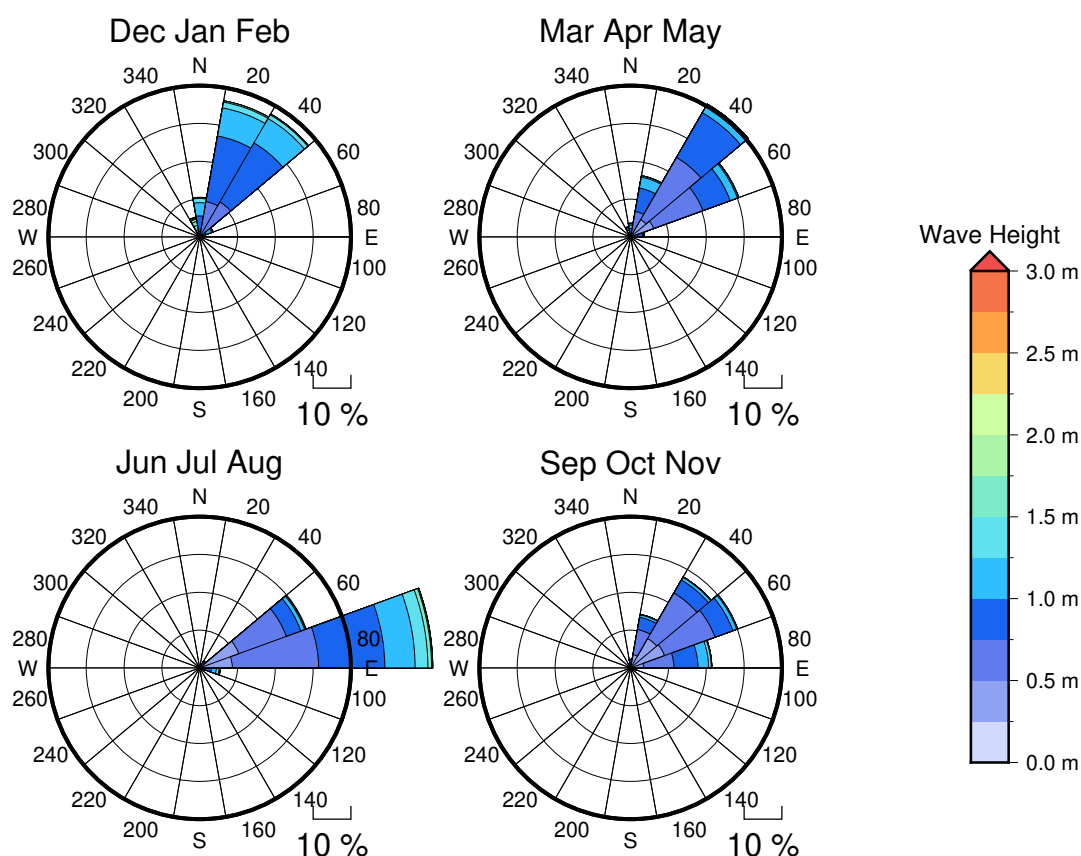 Dec Jan Feb
N
20
40
60
80
E
100
120
140
160
S
200
220
240
260
W
280
300
320
340
10 %
Mar Apr May
N
20
40
60
80
E
100
120
140
160
S
200
220
240
260
W
280
300
320
340
10 %
Jun Jul Aug
N
20
40
60
80
E
100
120
140
160
S
200
220
240
260
W
280
300
320
340
10 %
Sep Oct Nov
N
20
40
60
80
E
100
120
140
160
S
200
220
240
260
W
280
300
320
340
10 %
Wave Height
3.0 m
2.5 m
2.0 m
1.5 m
1.0 m
0.5 m
0.0 m